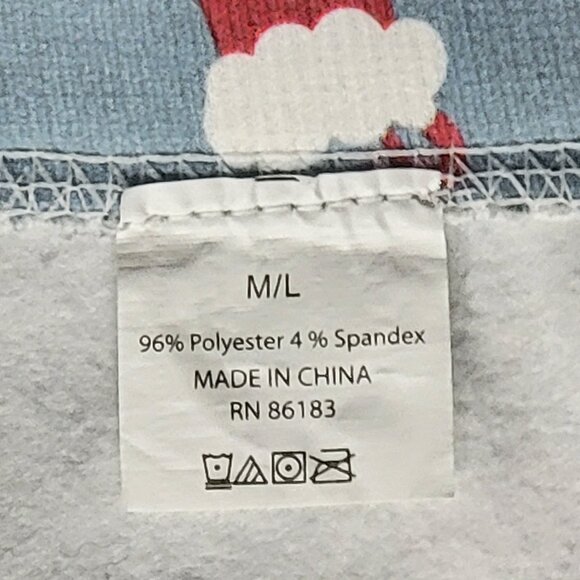 M/L
96% Polyester 4 % Spandex
MADE IN CHINA
RN 86183